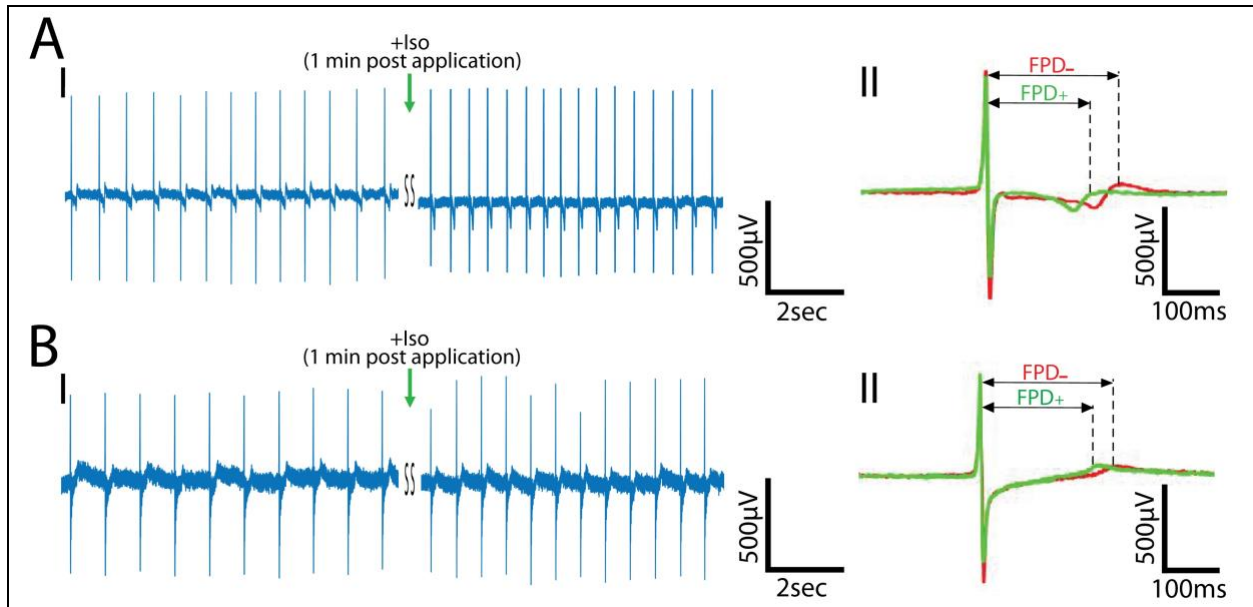 A
I
+Iso
(1 min post application)
500µV
2sec
II
FPD-
FPD+
500µV
100ms
B
I
+Iso
(1 min post application)
500µV
2sec
II
FPD-
FPD+
500µV
100ms